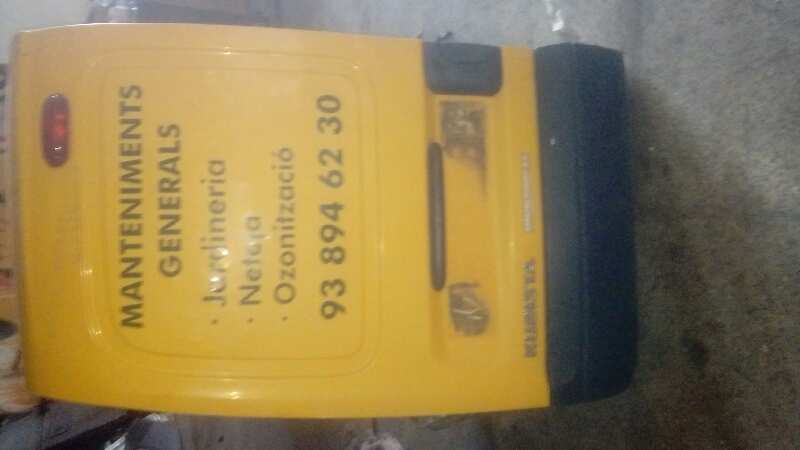 MANTENIMENTS
GENERALS
· Jardineria
· Neteja
· Ozonització
93 894 62 30